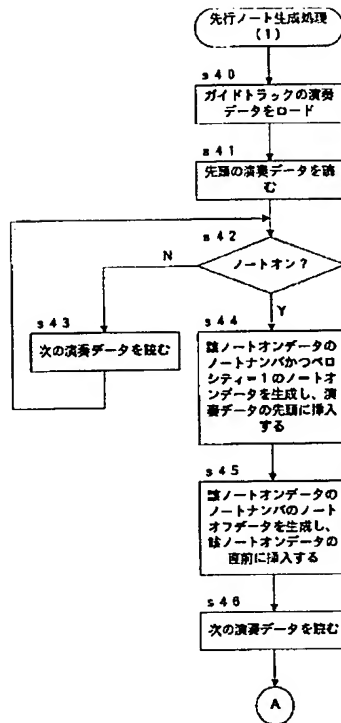 先行ノート生成処理
(1)
s40
ガイドトラックの演奏
データをロード
s41
先頭の演奏データを読
む
s42
ノートオン?
N
Y
s43
次の演奏データを読む
s44
該ノートオンデータの
ノートナンバかつベロ
シティ=1のノートオ
ンデータを生成し、演
奏データの先頭に挿入
する
s45
該ノートオンデータの
ノートナンバのノート
オフデータを生成し、
該ノートオンデータの
直前に挿入する
s46
次の演奏データを読む
A